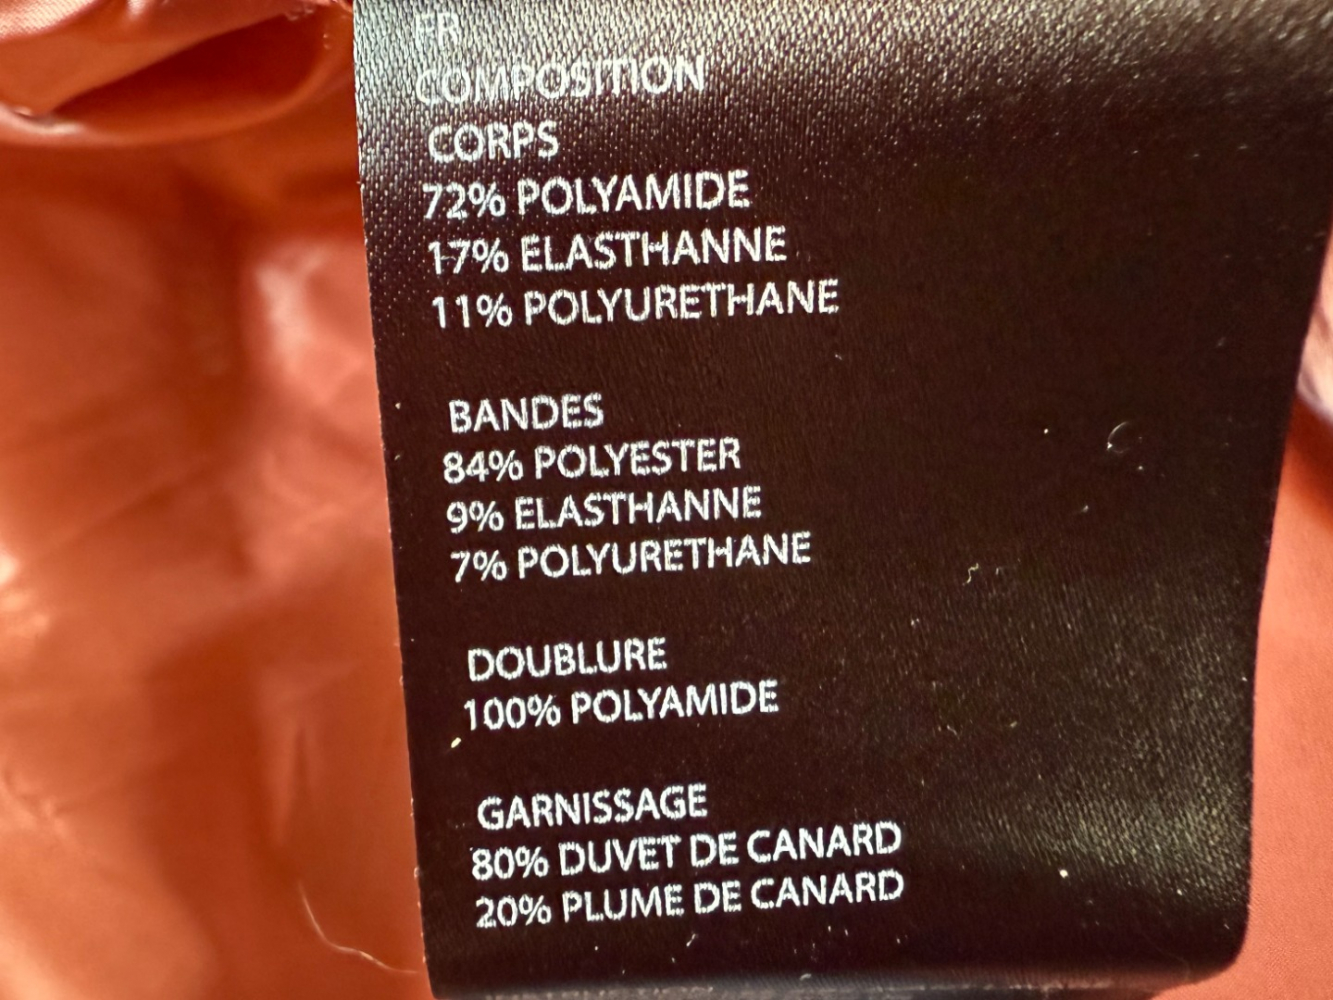 FR
COMPOSITION
CORPS
72% POLYAMIDE
17% ELASTHANNE
11% POLYURETHANE
BANDES
84% POLYESTER
9% ELASTHANNE
7% POLYURETHANE
DOUBLURE
100% POLYAMIDE
GARNISSAGE
80% DUVET DE CANARD
20% PLUME DE CANARD